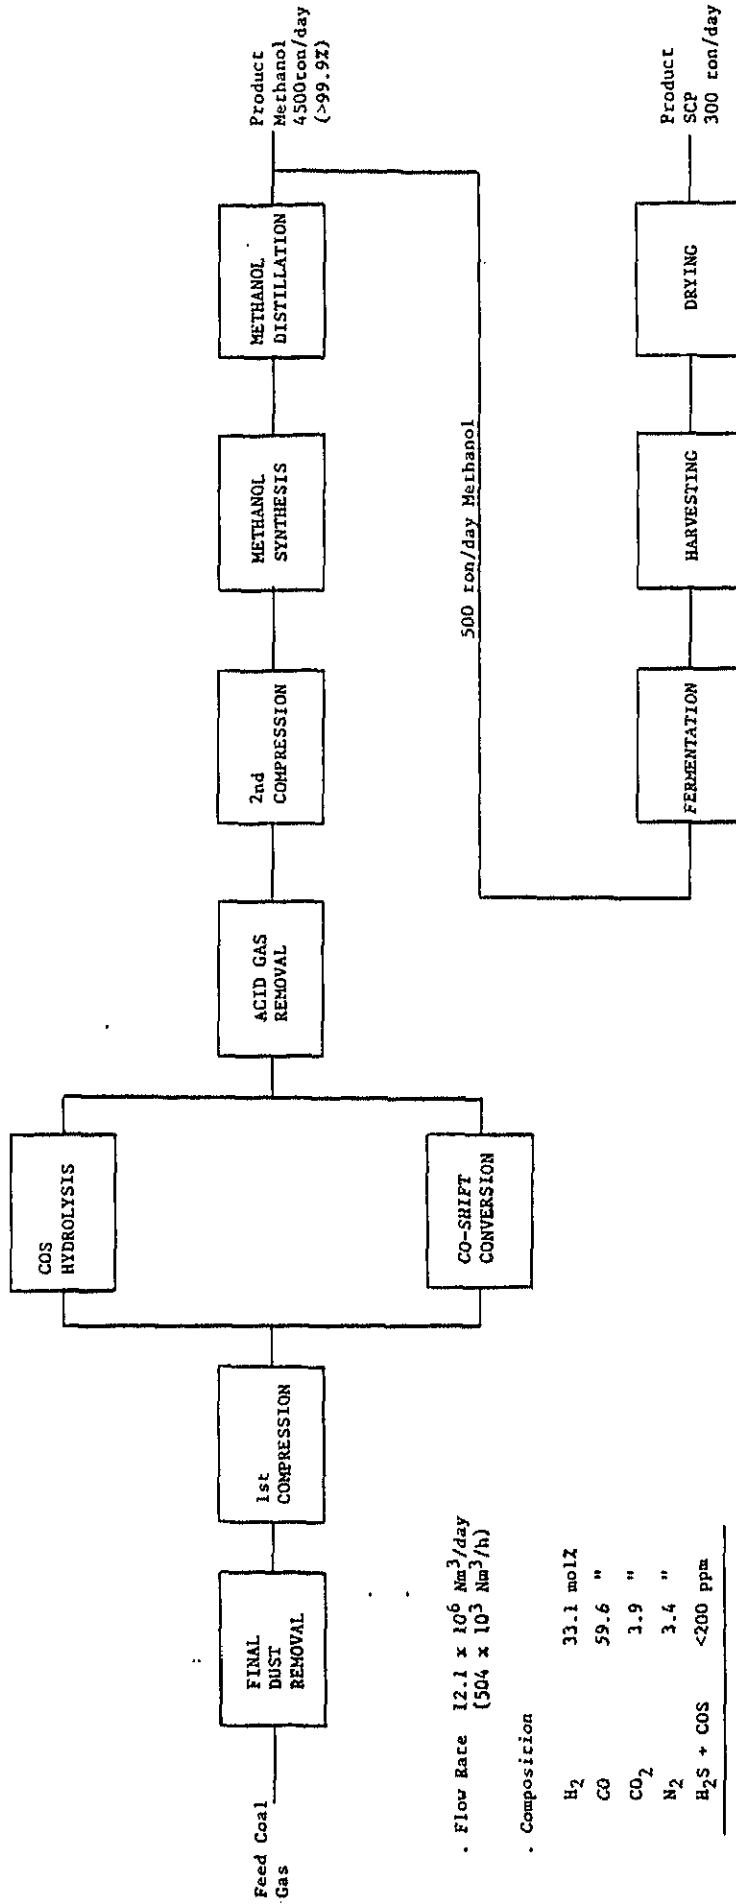 Feed Coal
Gas
FINAL
DUST
REMOVAL
1st
COMPRESSION
COS
HYDROLYSIS
CO-SHIFT
CONVERSION
ACID GAS
REMOVAL
2nd
COMPRESSION
METHANOL
SYNTHESIS
METHANOL
DISTILLATION
Product
Methanol
4500ton/day
(>99.9%)
500 ton/day Methanol
FERMENTATION
HARVESTING
DRYING
Product
SCP
300 ton/day
. Flow Rate 12.1 x 10⁶ Nm³/day
(504 x 10³ Nm³/h)
. Composition
H₂ 33.1 mol%
CO 59.6 "
CO₂ 3.9 "
N₂ 3.4 "
H₂S + COS <200 ppm